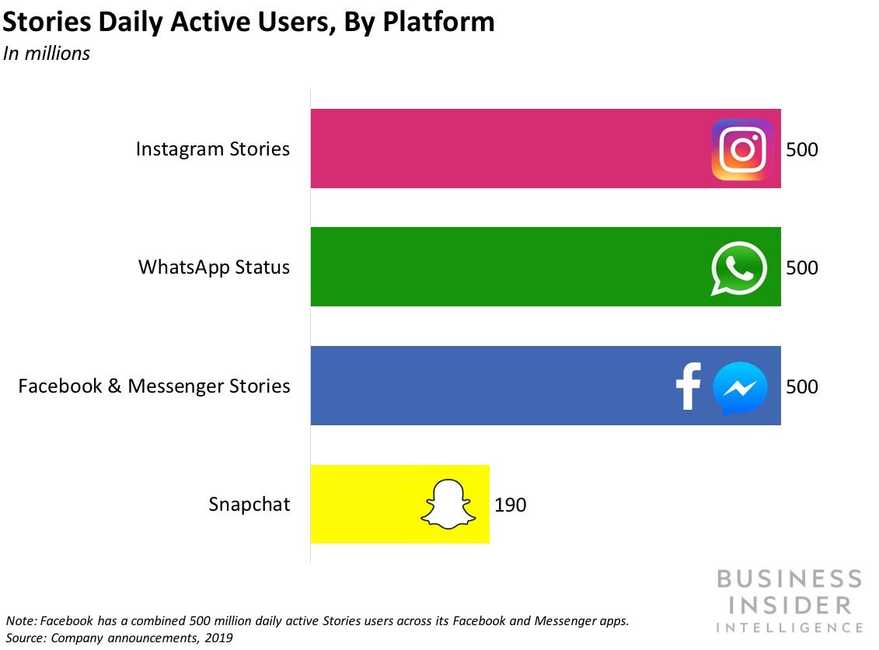 Stories Daily Active Users, By Platform
In millions
Instagram Stories
500
WhatsApp Status
500
Facebook & Messenger Stories
f
500
Snapchat
190
BUSINESS
INSIDER
INTELLIGENCE
Note: Facebook has a combined 500 million daily active Stories users across its Facebook and Messenger apps.
Source: Company announcements, 2019